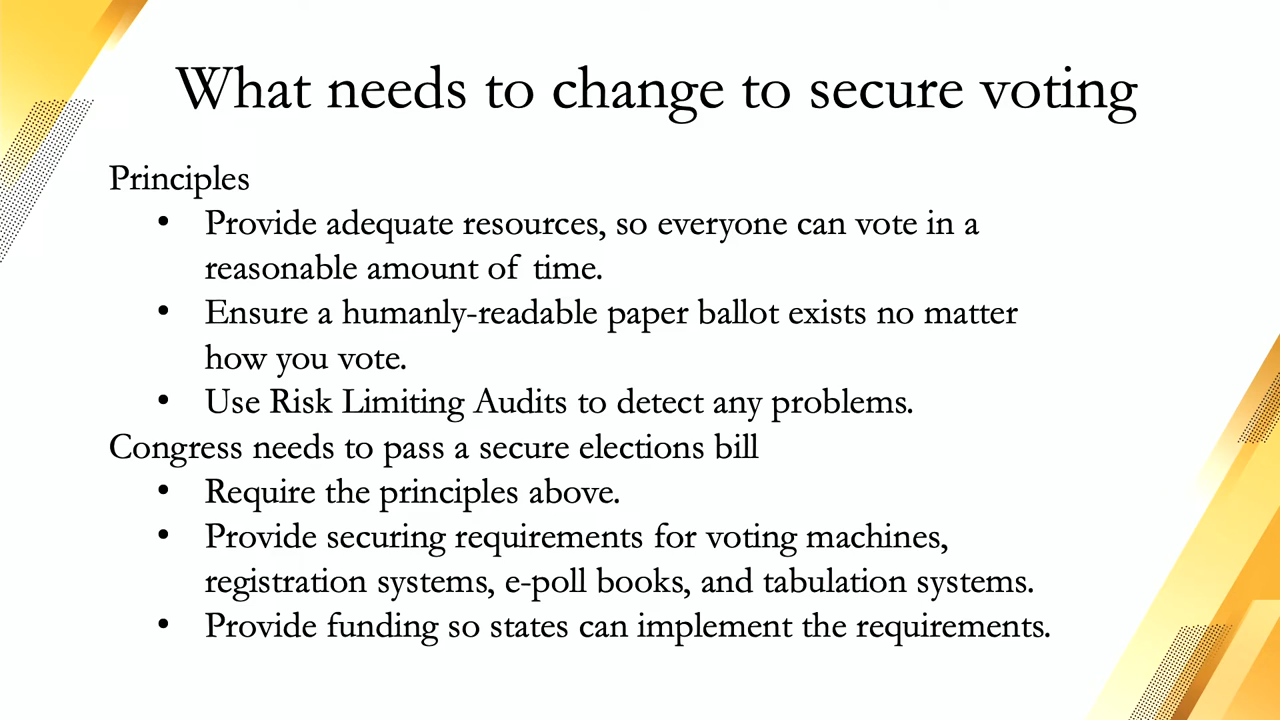 What needs to change to secure voting
Principles
• Provide adequate resources, so everyone can vote in a
reasonable amount of time.
• Ensure a humanly-readable paper ballot exists no matter
how you vote.
• Use Risk Limiting Audits to detect any problems.
Congress needs to pass a secure elections bill
• Require the principles above.
• Provide securing requirements for voting machines,
registration systems, e-poll books, and tabulation systems.
• Provide funding so states can implement the requirements.